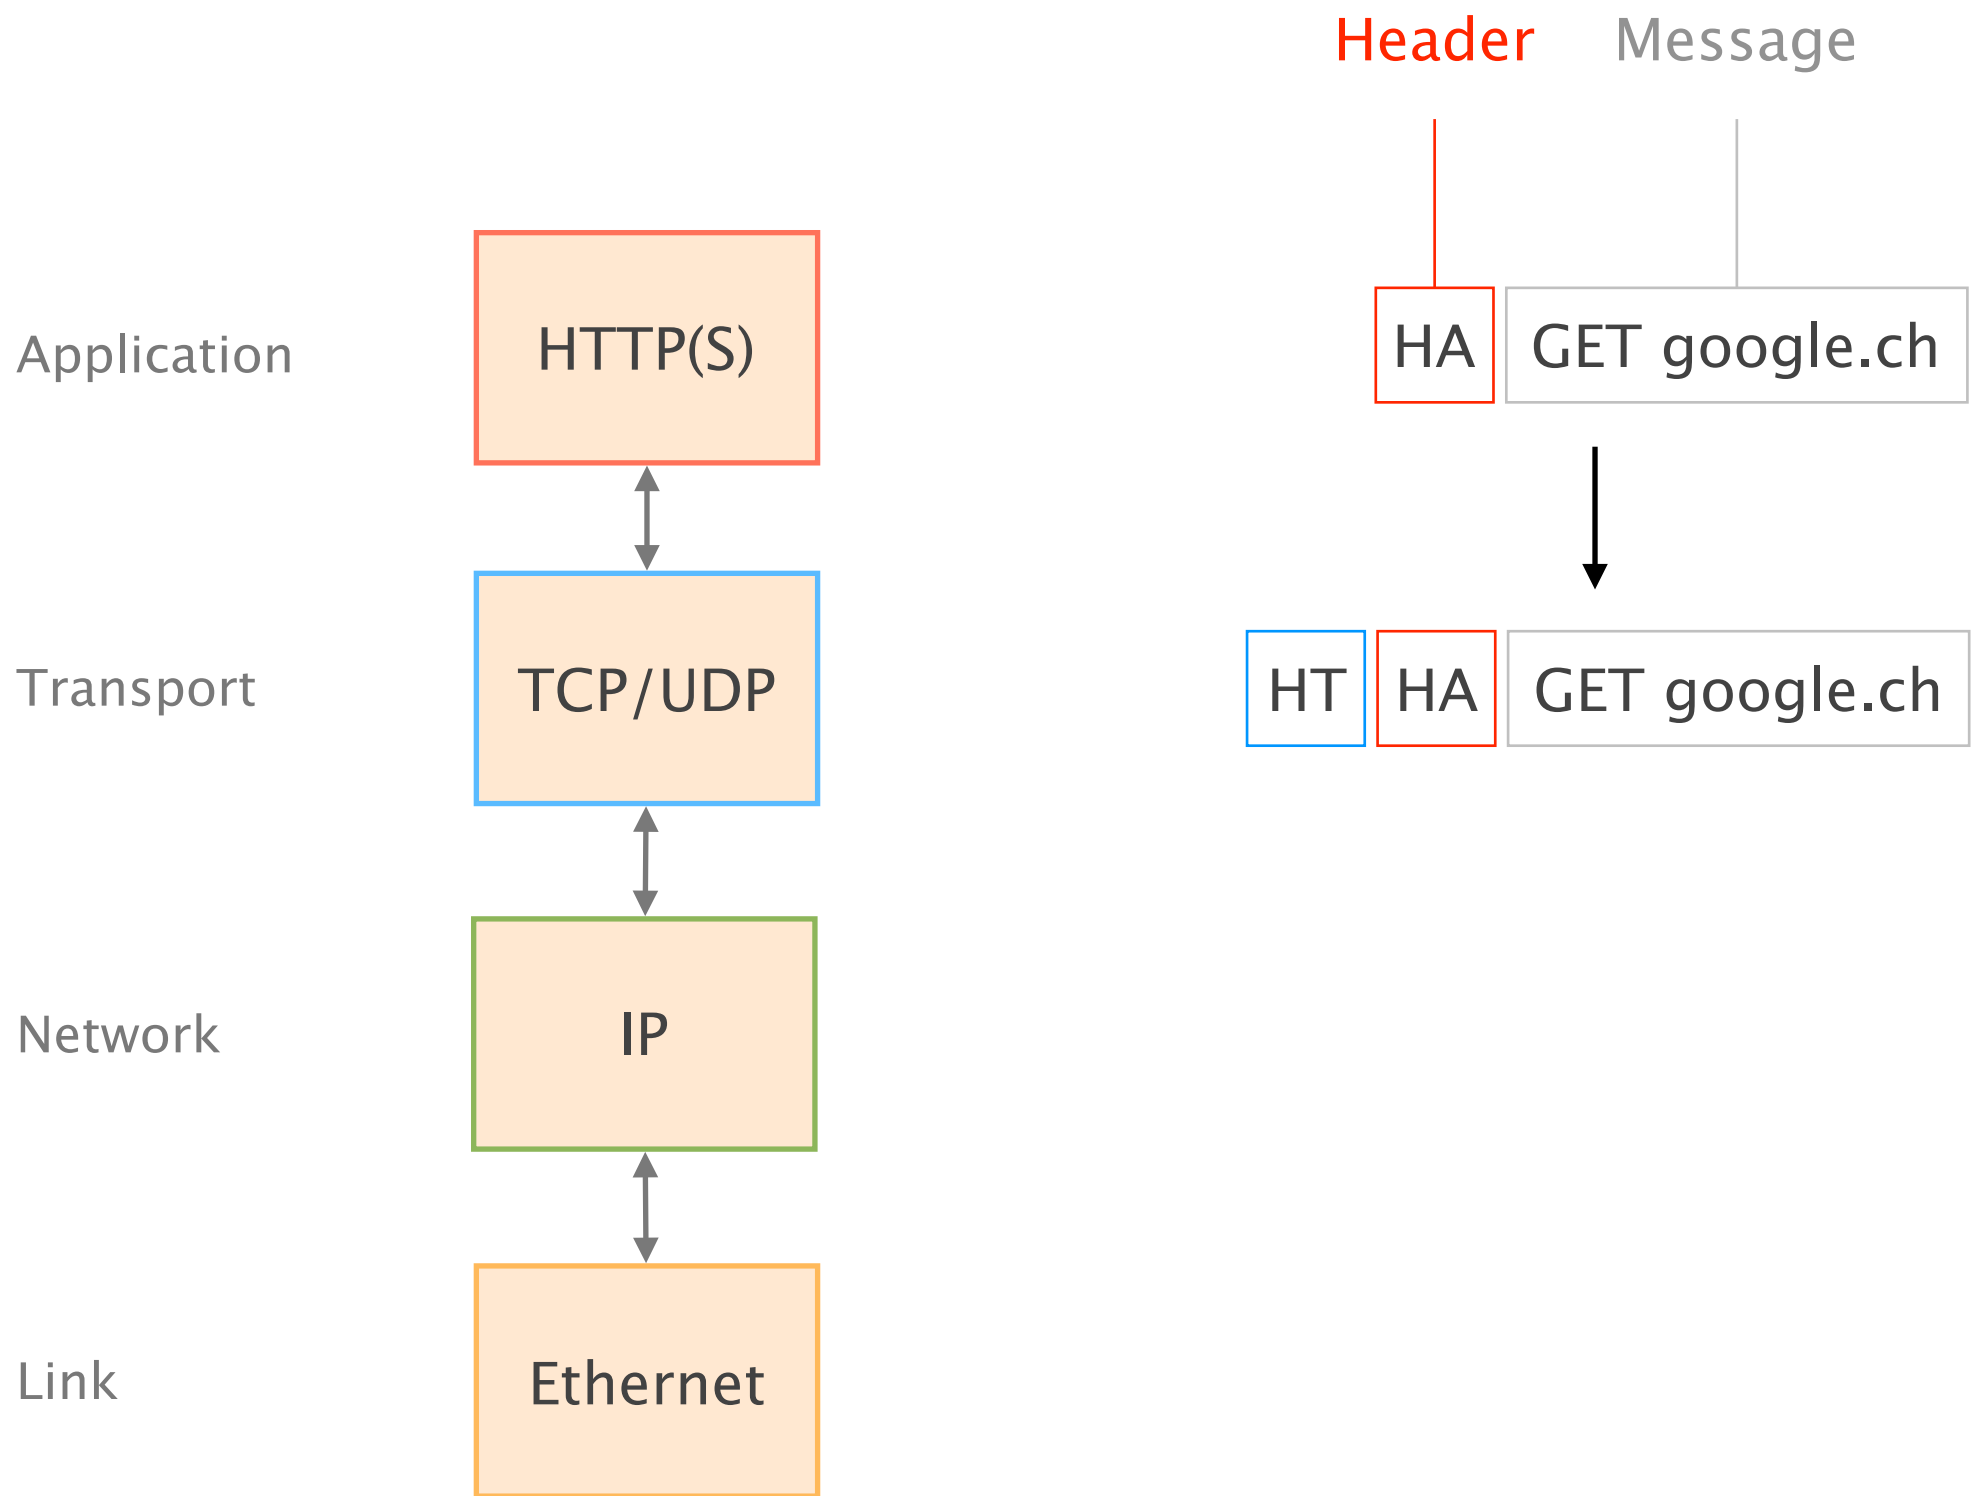 Header Message
Application HTTP(S) HA GET google.ch
Transport TCP/UDP HT HA GET google.ch
Network IP
Link Ethernet